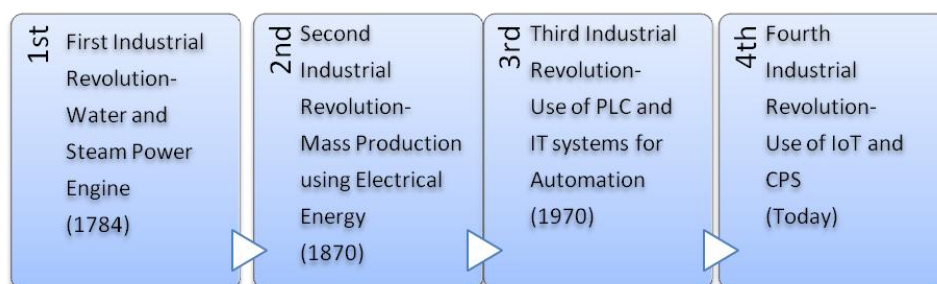 1st
First Industrial
Revolution-
Water and
Steam Power
Engine
(1784)
2nd
Second
Industrial
Revolution-
Mass Production
using Electrical
Energy
(1870)
3rd
Third Industrial
Revolution-
Use of PLC and
IT systems for
Automation
(1970)
4th
Fourth
Industrial
Revolution-
Use of IoT and
CPS
(Today)